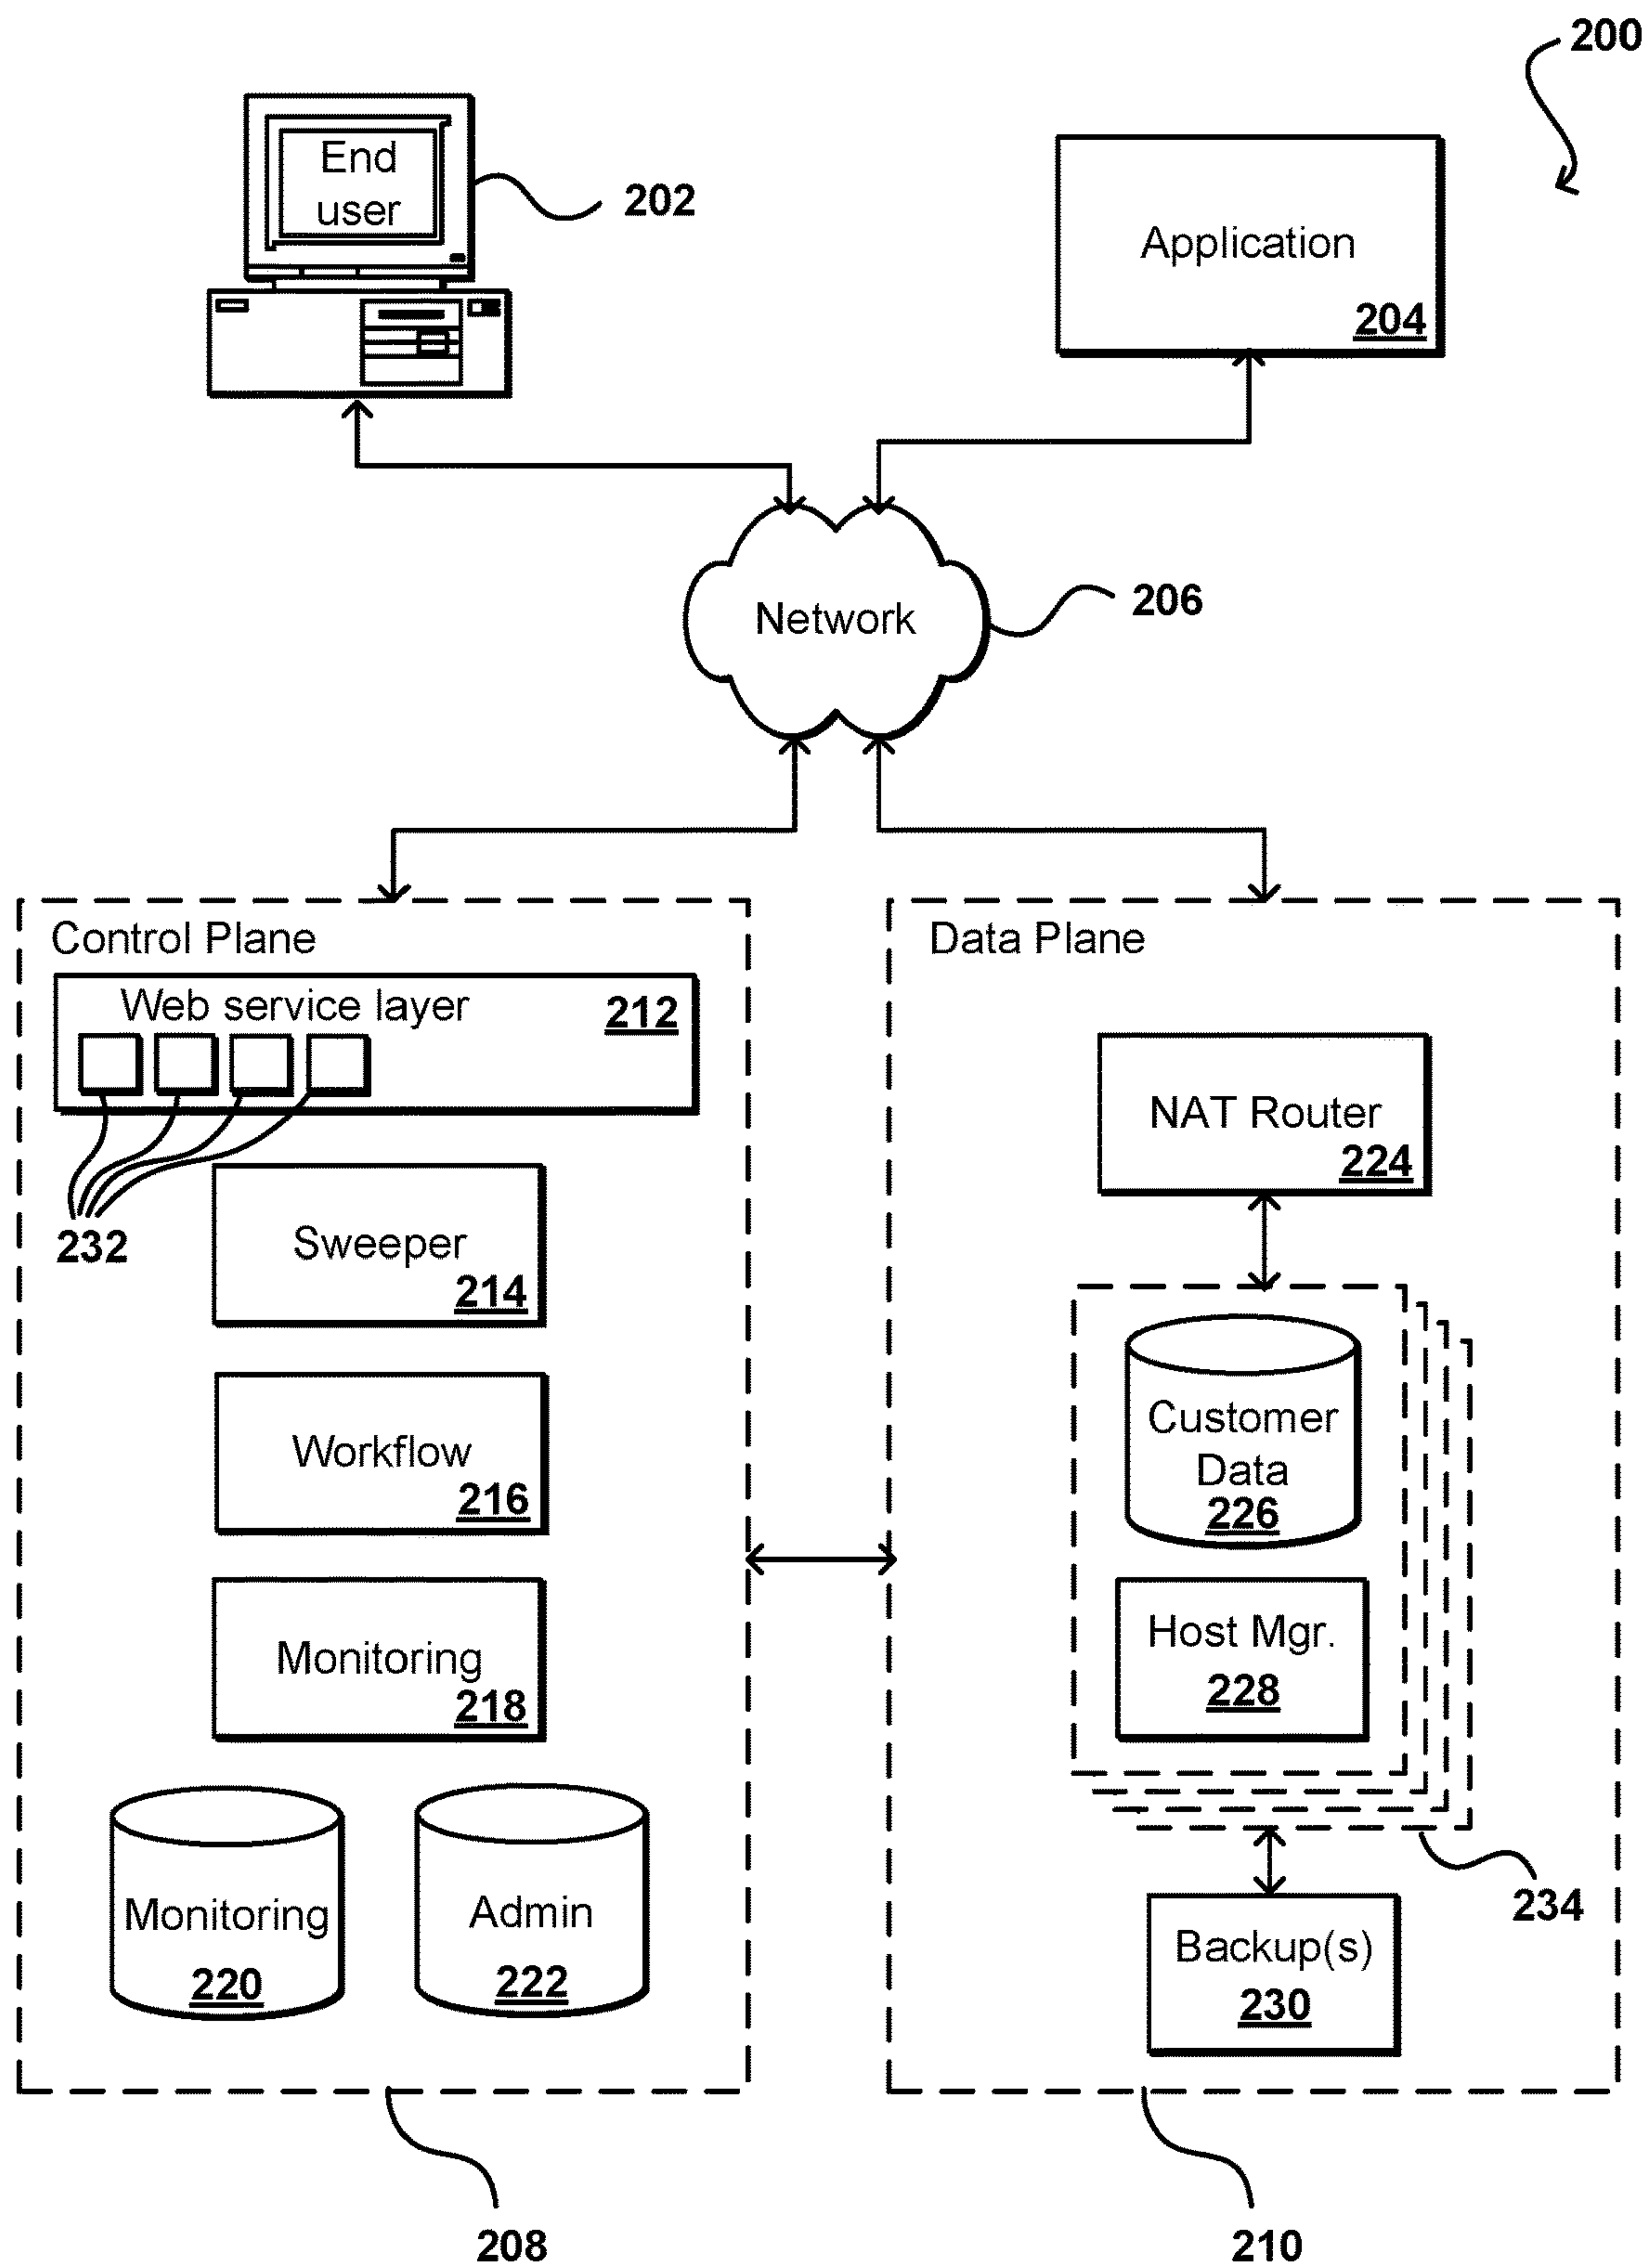 200
End
user
202
Application
204
Network
206
Control Plane
Web service layer
212
232
Sweeper
214
Workflow
216
Monitoring
218
Monitoring
220
Admin
222
208
Data Plane
NAT Router
224
Customer
Data
226
Host Mgr.
228
234
Backup(s)
230
210